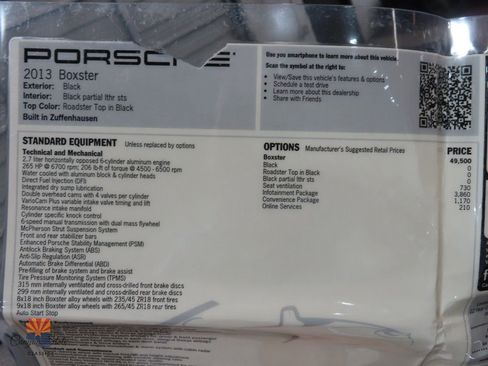 PORSCHE
2013 Boxster
Exterior: Black
Interior: Black partial lthr sts
Top Color: Roadster Top in Black
Built in Zuffenhausen
Use you smartphone to learn more about this vehicle.
Scan the symbol at the right to:
• View/Save this vehicle's features & options
• Schedule a test drive
• Learn more about this dealership
• Share with Friends
STANDARD EQUIPMENT Unless replaced by options
Technical and Mechanical
2.7 liter horizontally opposed 6-cylinder aluminum engine
265 HP @ 6700 rpm; 206 lb-ft of torque @ 4500 - 6500 rpm
Water cooled with aluminum block & cylinder heads
Direct Fuel Injection (DFI)
Integrated dry sump lubrication
Double overhead cams with 4 valves per cylinder
VarioCam Plus variable intake valve timing and lift
Resonance intake manifold
Cylinder specific knock control
6-speed manual transmission with dual mass flywheel
McPherson Strut Suspension System
Front and rear stabilizer bars
Enhanced Porsche Stability Management (PSM)
Antilock Braking System (ABS)
Anti-Slip Regulation (ASR)
Automatic Brake Differential (ABD)
Pre-filling of brake system and brake assist
Tire Pressure Monitoring System (TPMS)
315 mm internally ventilated and cross-drilled front brake discs
299 mm internally ventilated and cross-drilled rear brake discs
8x18 inch Boxster alloy wheels with 235/45 ZR18 front tires
9x18 inch Boxster alloy wheels with 265/45 ZR18 rear tires
Auto Start Stop
OPTIONS Manufacturer's Suggested Retail Prices PRICE
Boxster 49,500
Black 0
Roadster Top in Black 0
Black partial lthr sts 0
Seat ventilation 730
Infotainment Package 3,860
Convenience Package 1,170
Online Services 210